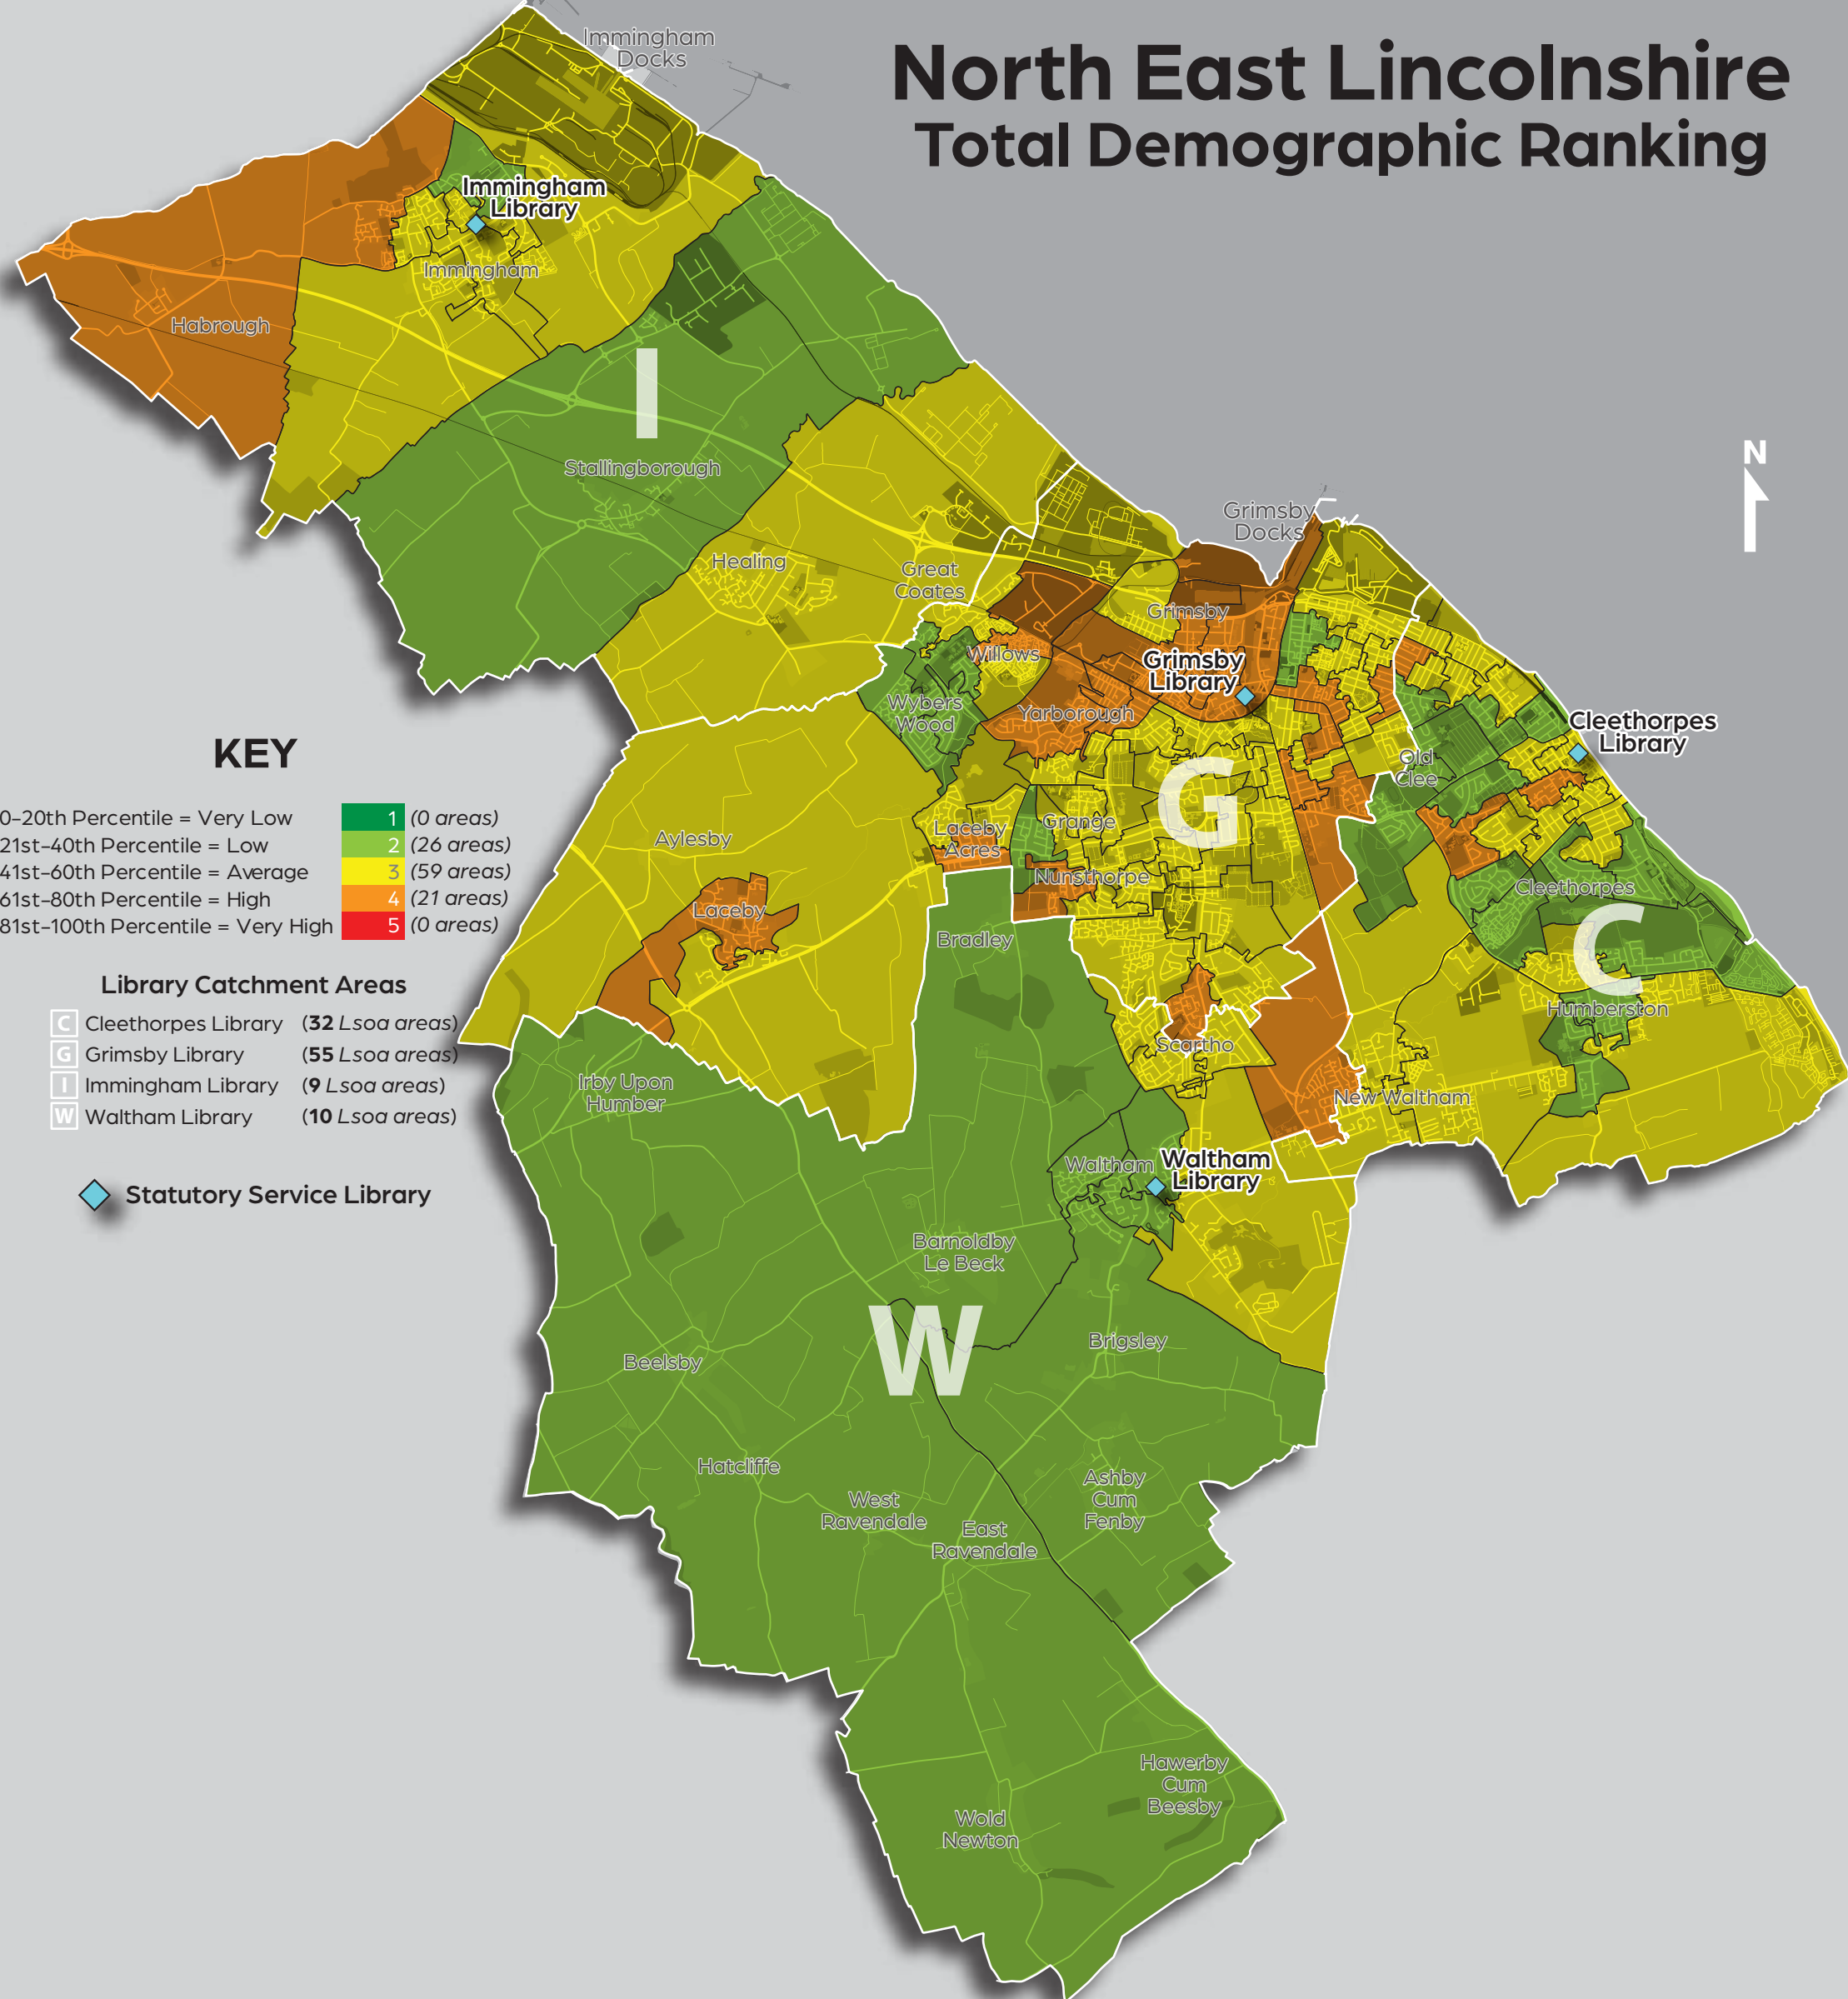 North East Lincolnshire
Total Demographic Ranking
Immingham
Docks
Immingham
Library
Immingham
Habrough
I
Stallingborough
Healing
Great
Coates
Grimsby
Docks
N
Grimsby
Willows
Grimsby
Library
Wybers
Wood
Yarborough
Cleethorpes
Library
Old
Clee
G
Aylesby
Laceby
Acres
Grange
Nunsthorpe
Laceby
Cleethorpes
Bradley
C
Humberston
Scartho
New Waltham
Irby Upon
Humber
Waltham
Waltham
Library
Barnoldby
Le Beck
W
Brigsley
Beelsby
Hatcliffe
West
Ravendale
East
Ravendale
Ashby
Cum
Fenby
Hawerby
Cum
Beesby
Wold
Newton
KEY
0-20th Percentile = Very Low 1 (0 areas)
21st-40th Percentile = Low 2 (26 areas)
41st-60th Percentile = Average 3 (59 areas)
61st-80th Percentile = High 4 (21 areas)
81st-100th Percentile = Very High 5 (0 areas)
Library Catchment Areas
C Cleethorpes Library (32 Lsoa areas)
G Grimsby Library (55 Lsoa areas)
I Immingham Library (9 Lsoa areas)
W Waltham Library (10 Lsoa areas)
Statutory Service Library